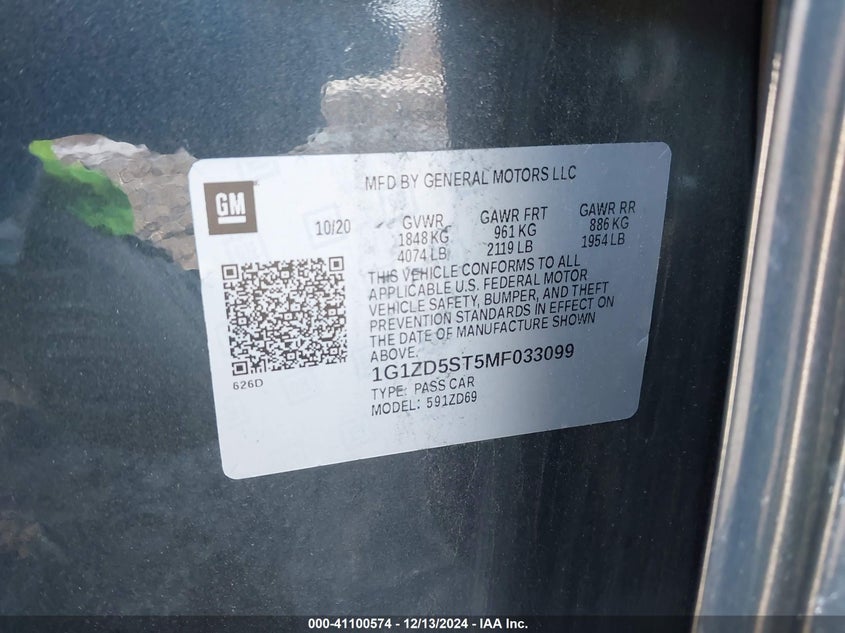 MFD BY GENERAL MOTORS LLC
GM
10/20 GVWR GAWR FRT GAWR RR
1848 KG 961 KG 886 KG
4074 LB 2119 LB 1954 LB
THIS VEHICLE CONFORMS TO ALL
APPLICABLE U.S. FEDERAL MOTOR
VEHICLE SAFETY, BUMPER, AND THEFT
PREVENTION STANDARDS IN EFFECT ON
THE DATE OF MANUFACTURE SHOWN
ABOVE.
626D
1G1ZD5ST5MF033099
TYPE: PASS CAR
MODEL: 591ZD69
000-41100574 - 12/13/2024 - IAA Inc.